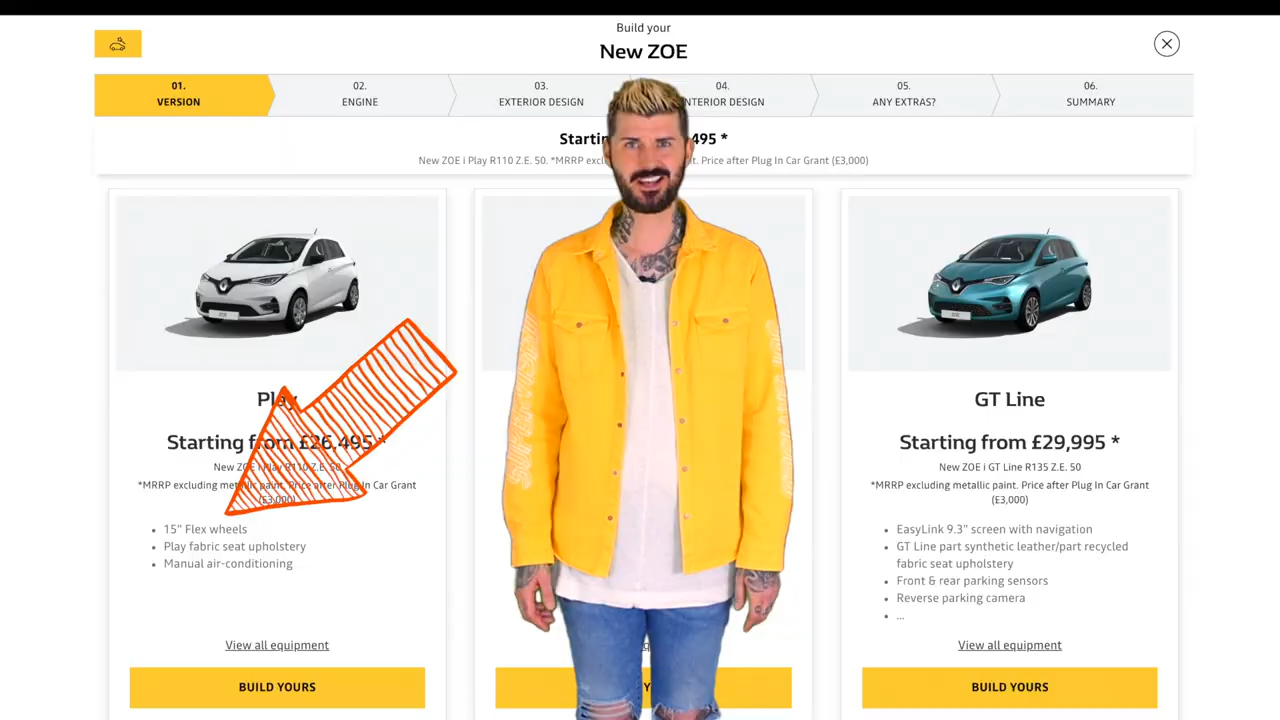 Build your
New ZOE
01.
VERSION
02.
ENGINE
03.
EXTERIOR DESIGN
04.
NTERIOR DESIGN
05.
ANY EXTRAS?
06.
SUMMARY
Startin 495 *
New ZOE i Play R110 Z.E. 50. *MRRP excl t. Price after Plug In Car Grant (£3,000)
Play
Starting from £26,495 *
New ZOE i Play R110 Z.E. 50
*MRRP excluding metallic paint. Price after Plug In Car Grant
(£3,000)
• 15" Flex wheels
• Play fabric seat upholstery
• Manual air-conditioning
View all equipment
BUILD YOURS
GT Line
Starting from £29,995 *
New ZOE i GT Line R135 Z.E. 50
*MRRP excluding metallic paint. Price after Plug In Car Grant
(£3,000)
• EasyLink 9.3" screen with navigation
• GT Line part synthetic leather/part recycled
fabric seat upholstery
• Front & rear parking sensors
• Reverse parking camera
• ...
View all equipment
BUILD YOURS